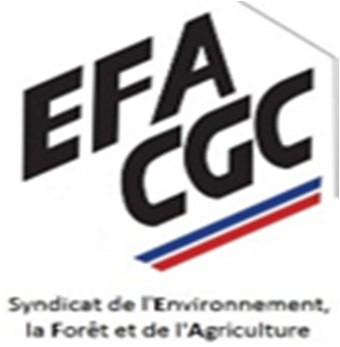 EFA
CGC
Syndicat de l'Environnement,
la Forêt et de l'Agriculture